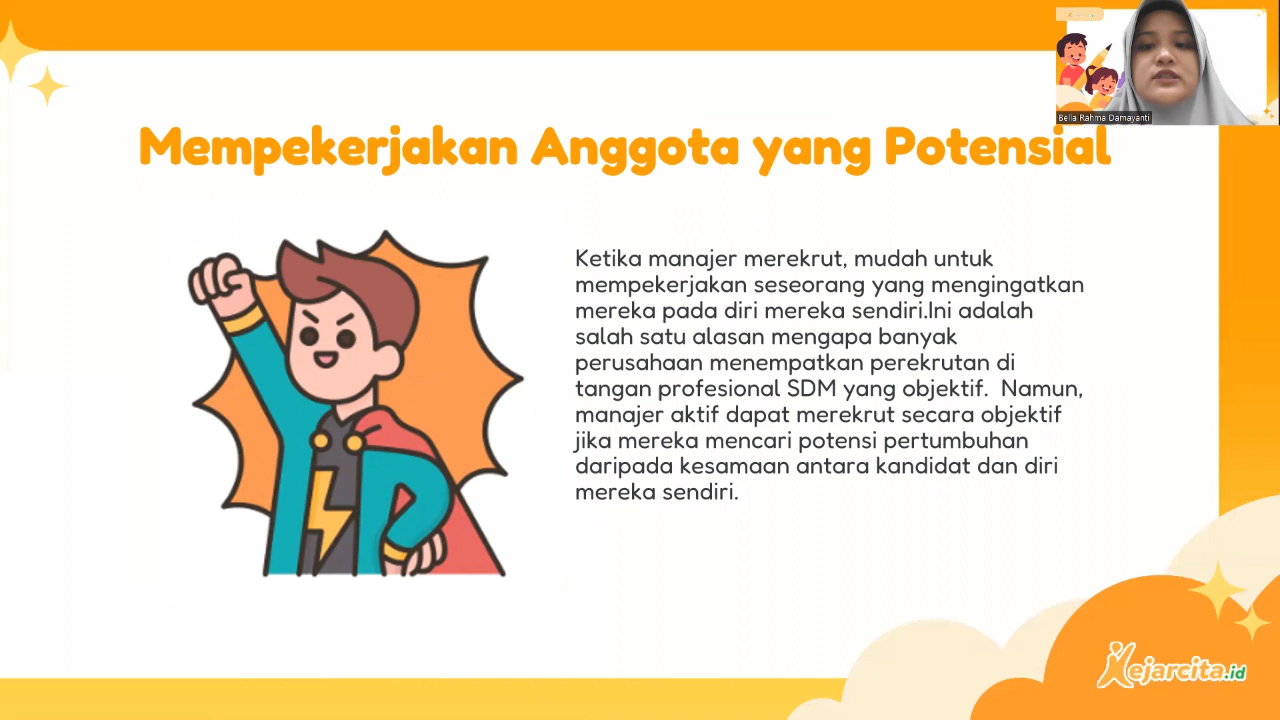 Bella Rahma Damayanti
Mempekerjakan Anggota yang Potensial
Ketika manajer merekrut, mudah untuk
mempekerjakan seseorang yang mengingatkan
mereka pada diri mereka sendiri.Ini adalah
salah satu alasan mengapa banyak
perusahaan menempatkan perekrutan di
tangan profesional SDM yang objektif.  Namun,
manajer aktif dapat merekrut secara objektif
jika mereka mencari potensi pertumbuhan
daripada kesamaan antara kandidat dan diri
mereka sendiri.
Kejarcita.id